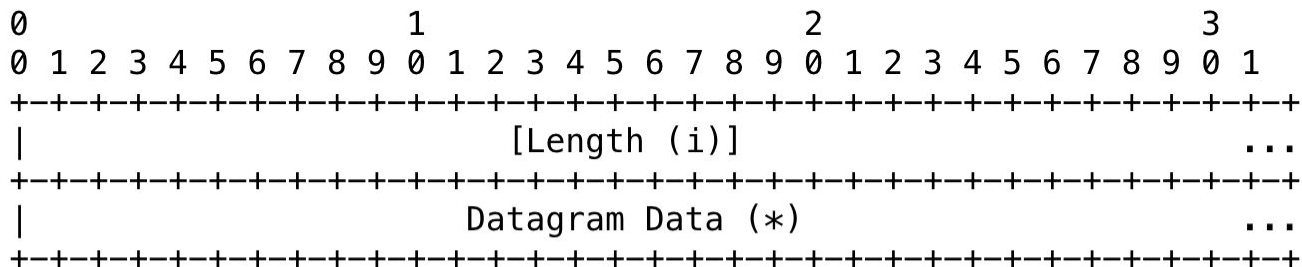 0                   1                   2                   3
0 1 2 3 4 5 6 7 8 9 0 1 2 3 4 5 6 7 8 9 0 1 2 3 4 5 6 7 8 9 0 1
+-+-+-+-+-+-+-+-+-+-+-+-+-+-+-+-+-+-+-+-+-+-+-+-+-+-+-+-+-+-+-+-+
|                        [Length (i)]                         ...
+-+-+-+-+-+-+-+-+-+-+-+-+-+-+-+-+-+-+-+-+-+-+-+-+-+-+-+-+-+-+-+-+
|                      Datagram Data (*)                      ...
+-+-+-+-+-+-+-+-+-+-+-+-+-+-+-+-+-+-+-+-+-+-+-+-+-+-+-+-+-+-+-+-+